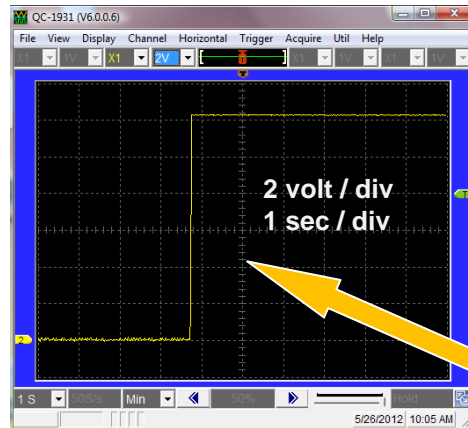 QC-1931 (V6.0.0.6)
File View Display Channel Horizontal Trigger Acquire Util Help
X1 1V X1 2V X1 1V X1 1V
T
2 volt / div
1 sec / div
2
1 S 50S/s Min 50% Hold
5/26/2012 10:05 AM